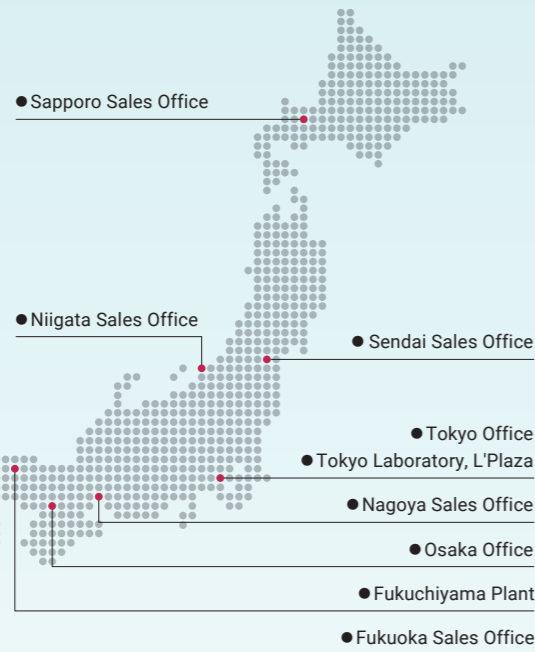 ● Sapporo Sales Office
● Niigata Sales Office
● Sendai Sales Office
● Tokyo Office
● Tokyo Laboratory, L'Plaza
● Nagoya Sales Office
● Osaka Office
● Fukuchiyama Plant
● Fukuoka Sales Office